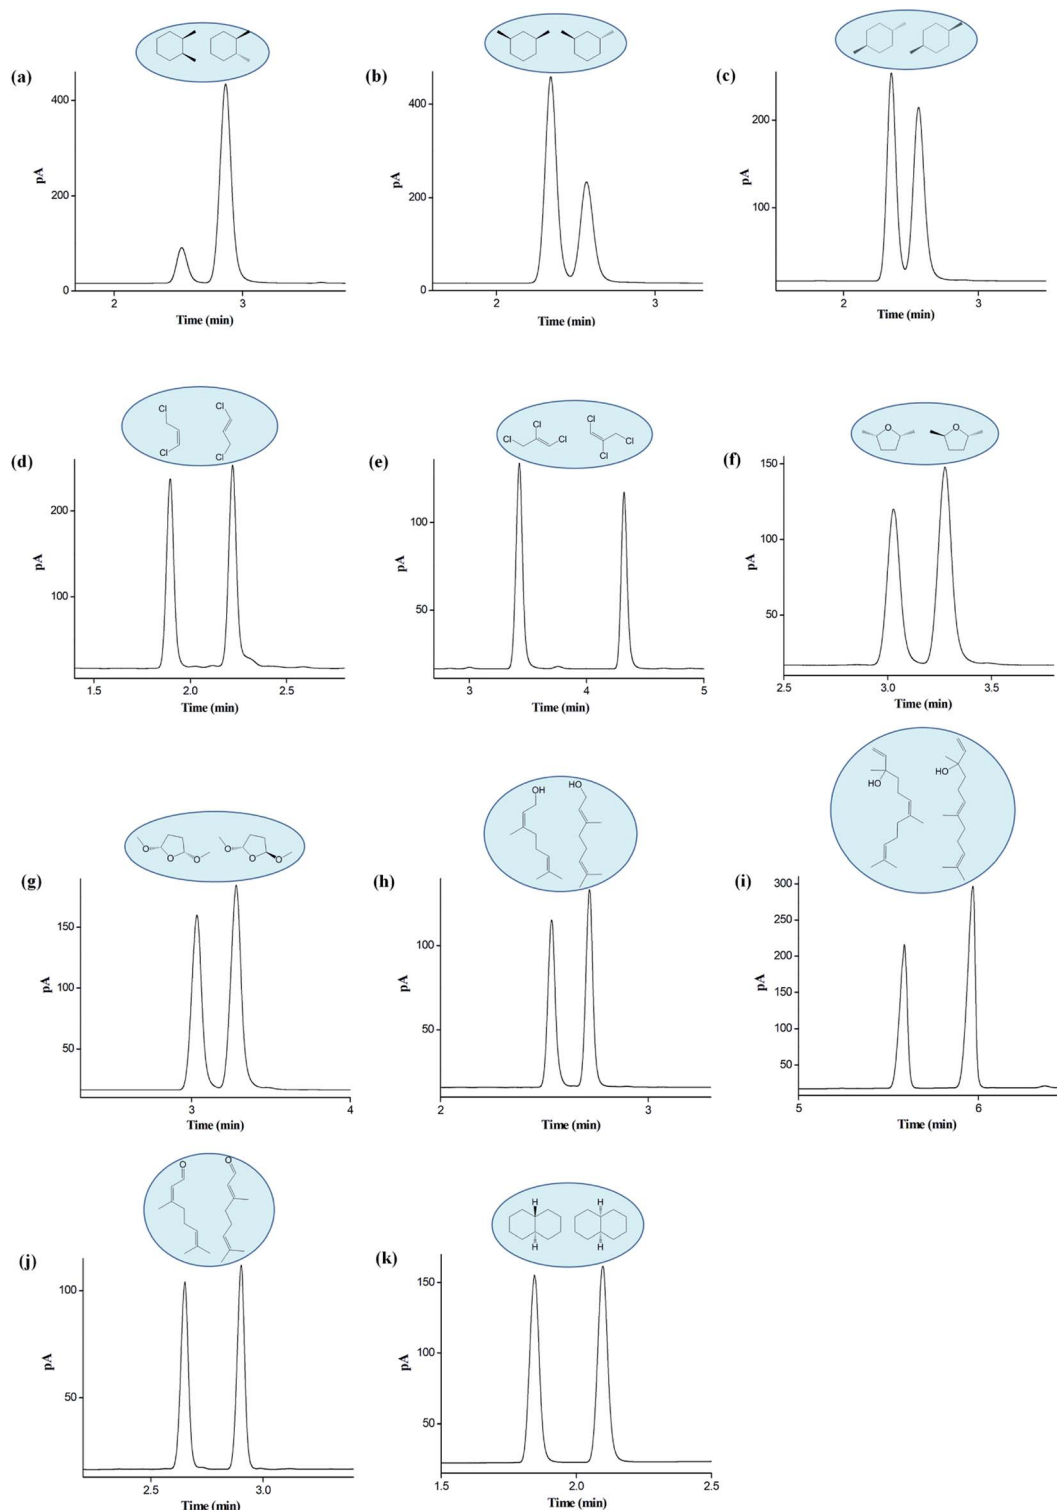 (a)
400
200
0
pA
2
3
Time (min)
(b)
400
200
0
pA
2
3
Time (min)
(c)
200
100
pA
2
3
Time (min)
(d)
Cl
Cl
Cl
Cl
200
100
pA
1.5
2.0
2.5
Time (min)
(e)
Cl
Cl
Cl
Cl
Cl
Cl
100
50
pA
3
4
5
Time (min)
(f)
O
O
150
100
50
pA
2.5
3.0
3.5
Time (min)
(g)
O
O
O
O
O
O
150
100
50
pA
3
4
Time (min)
(h)
OH
HO
100
50
pA
2
3
Time (min)
(i)
HO
HO
300
250
200
150
100
50
pA
5
6
Time (min)
(j)
O
O
100
50
pA
2.5
3.0
Time (min)
(k)
H
H
H
H
150
100
50
pA
1.5
2.0
2.5
Time (min)